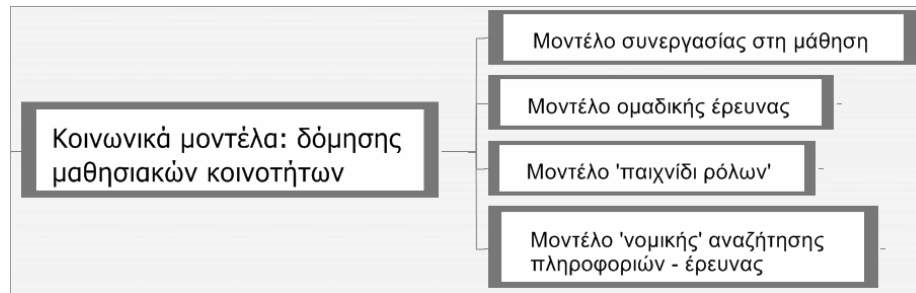 Κοινωνικά μοντέλα: δόμησης
μαθησιακών κοινοτήτων
Μοντέλο συνεργασίας στη μάθηση
Μοντέλο ομαδικής έρευνας
Μοντέλο 'παιχνίδι ρόλων'
Μοντέλο 'νομικής' αναζήτησης
πληροφοριών - έρευνας